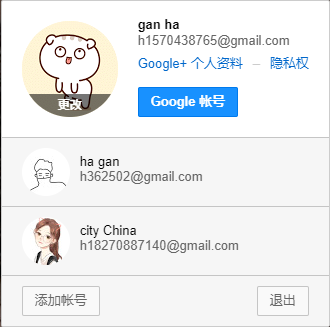 gan ha
h1570438765@gmail.com
Google+ 个人资料 – 隐私权
更改
Google 帐号
ha gan
h362502@gmail.com
city China
h18270887140@gmail.com
添加帐号 退出